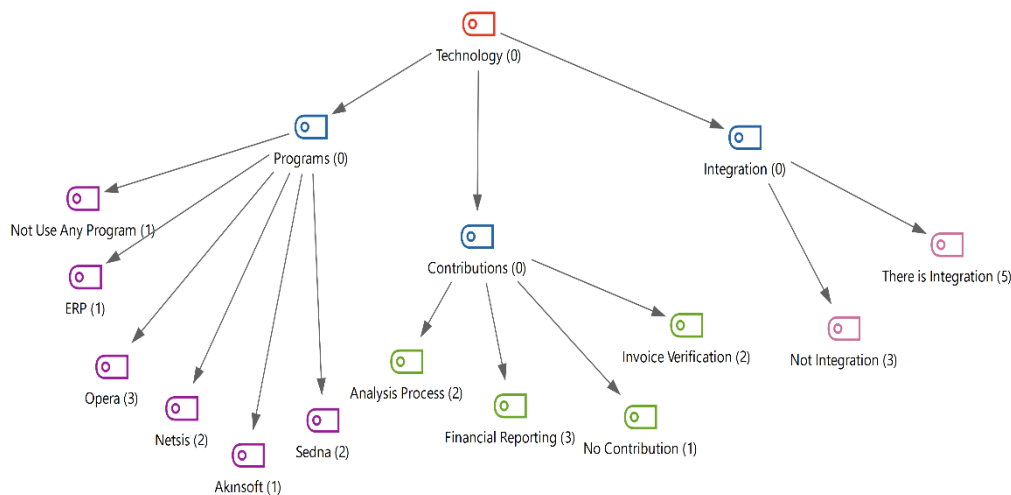 Technology (0)
Programs (0)
Integration (0)
Not Use Any Program (1)
Contributions (0)
There is Integration (5)
ERP (1)
Invoice Verification (2)
Not Integration (3)
Opera (3)
Analysis Process (2)
Netsis (2)
Financial Reporting (3)
No Contribution (1)
Sedna (2)
Akınsoft (1)